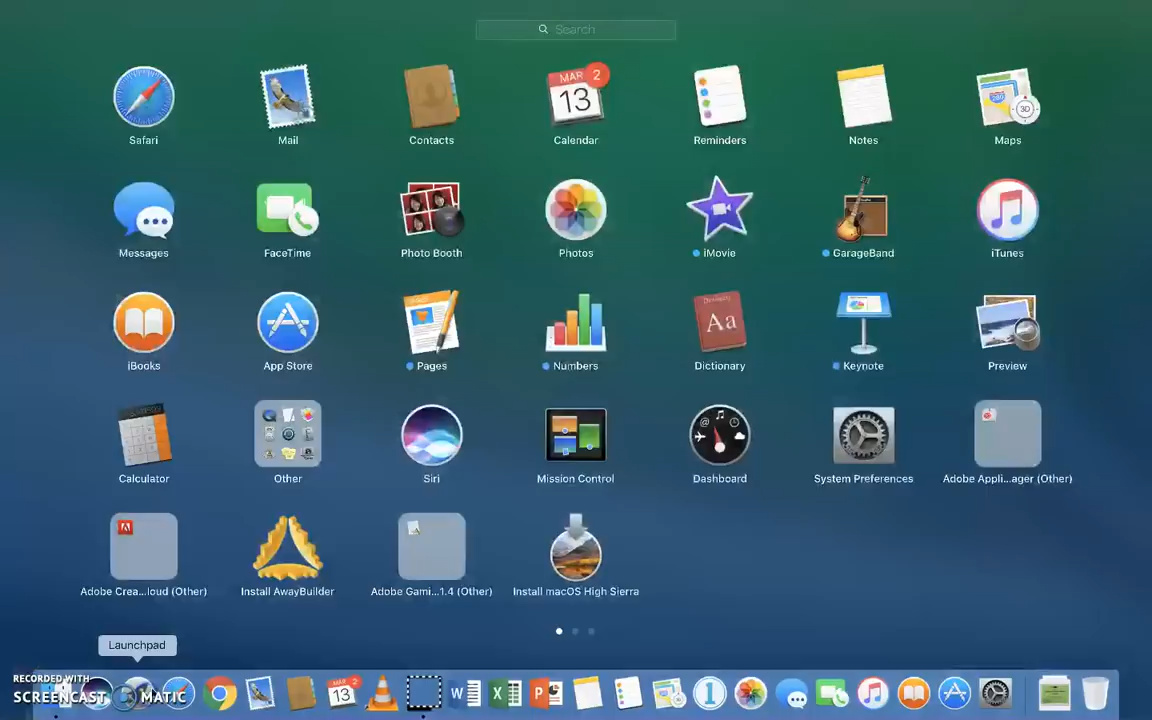 Search
MAR 2
13
3D
Safari Mail Contacts Calendar Reminders Notes Maps
Messages FaceTime Photo Booth Photos iMovie GarageBand iTunes
Aa
iBooks App Store Pages Numbers Dictionary Keynote Preview
Calculator Other Siri Mission Control Dashboard System Preferences Adobe Appli...ager (Other)
Adobe Crea...loud (Other) Install AwayBuilder Adobe Gami...1.4 (Other) Install macOS High Sierra
Launchpad
RECORDED WITH
SCREENCAST MATIC
MAR 2
13
W X P 1